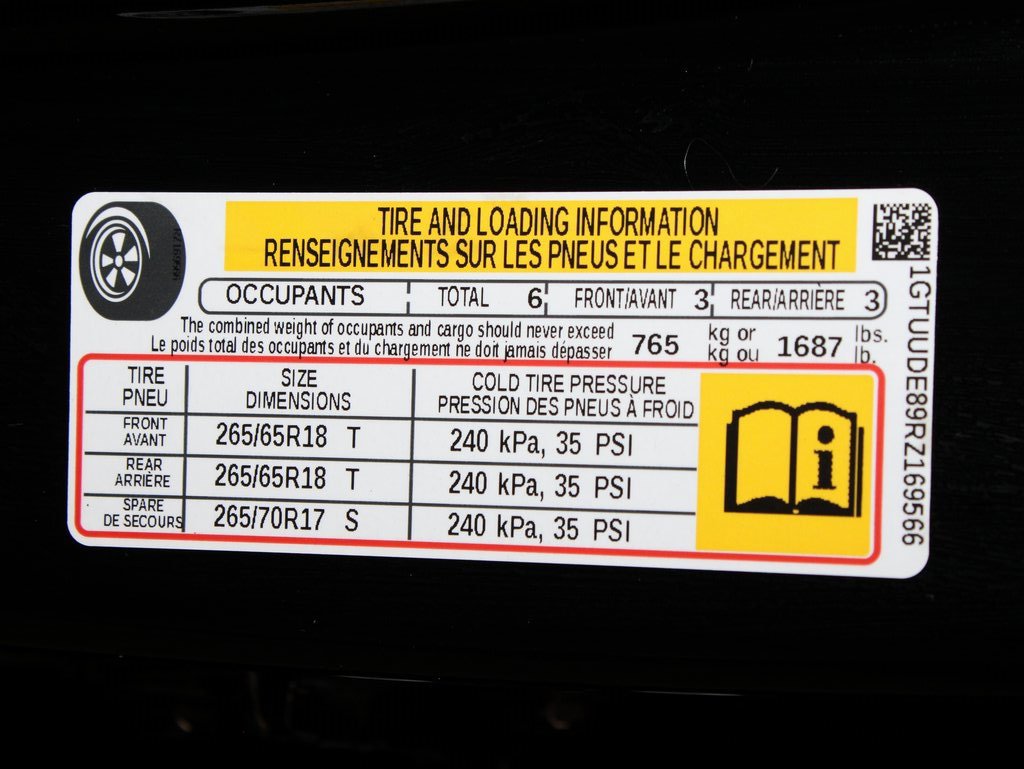 TIRE AND LOADING INFORMATION
RENSEIGNEMENTS SUR LES PNEUS ET LE CHARGEMENT
OCCUPANTS TOTAL 6 FRONT/AVANT 3 REAR/ARRIÈRE 3
The combined weight of occupants and cargo should never exceed 765 kg or 1687 lbs.
Le poids total des occupants et du chargement ne doit jamais dépasser kg ou lb.
TIRE SIZE COLD TIRE PRESSURE
PNEU DIMENSIONS PRESSION DES PNEUS À FROID
FRONT
AVANT 265/65R18 T 240 kPa, 35 PSI
REAR
ARRIÈRE 265/65R18 T 240 kPa, 35 PSI
SPARE
DE SECOURS 265/70R17 S 240 kPa, 35 PSI
i
1GTUUDE89RZ169566